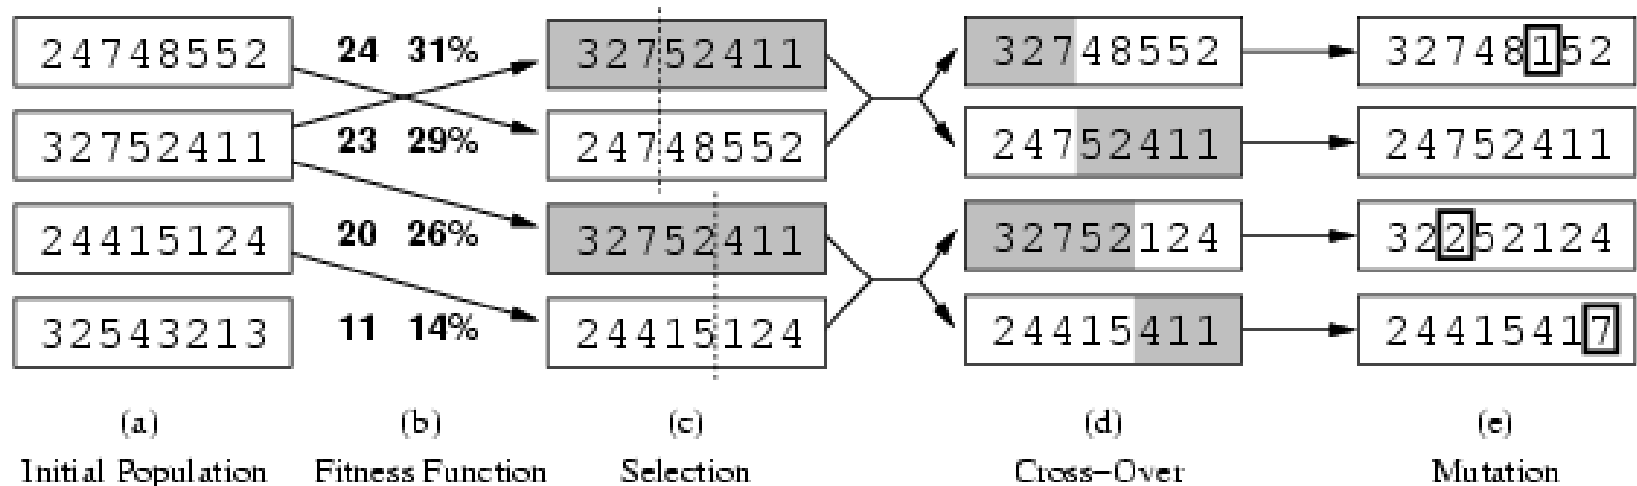 24748552 24 31% 32752411 32748552 32748152
32752411 23 29% 24748552 24752411 24752411
24415124 20 26% 32752411 32752124 32252124
32543213 11 14% 24415124 24415411 24415417
(a) (b) (c) (d) (e)
Initial Population Fitness Function Selection Cross-Over Mutation